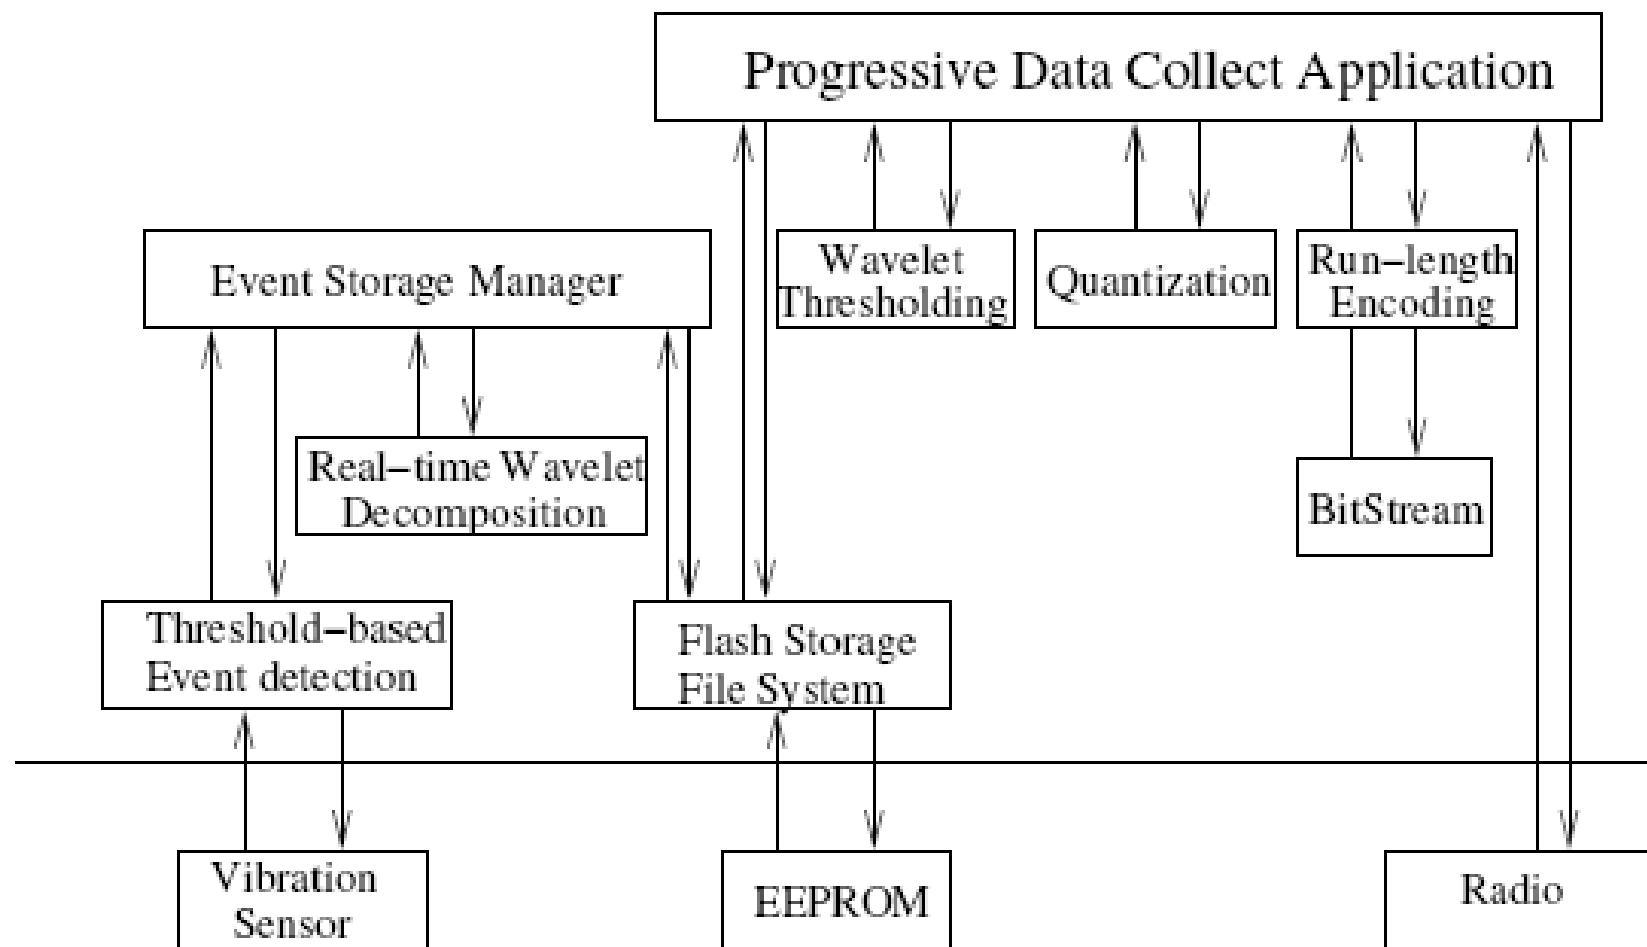 Progressive Data Collect Application
Event Storage Manager
Wavelet
Thresholding
Quantization
Run−length
Encoding
Real−time Wavelet
Decomposition
BitStream
Threshold−based
Event detection
Flash Storage
File System
Vibration
Sensor
EEPROM
Radio